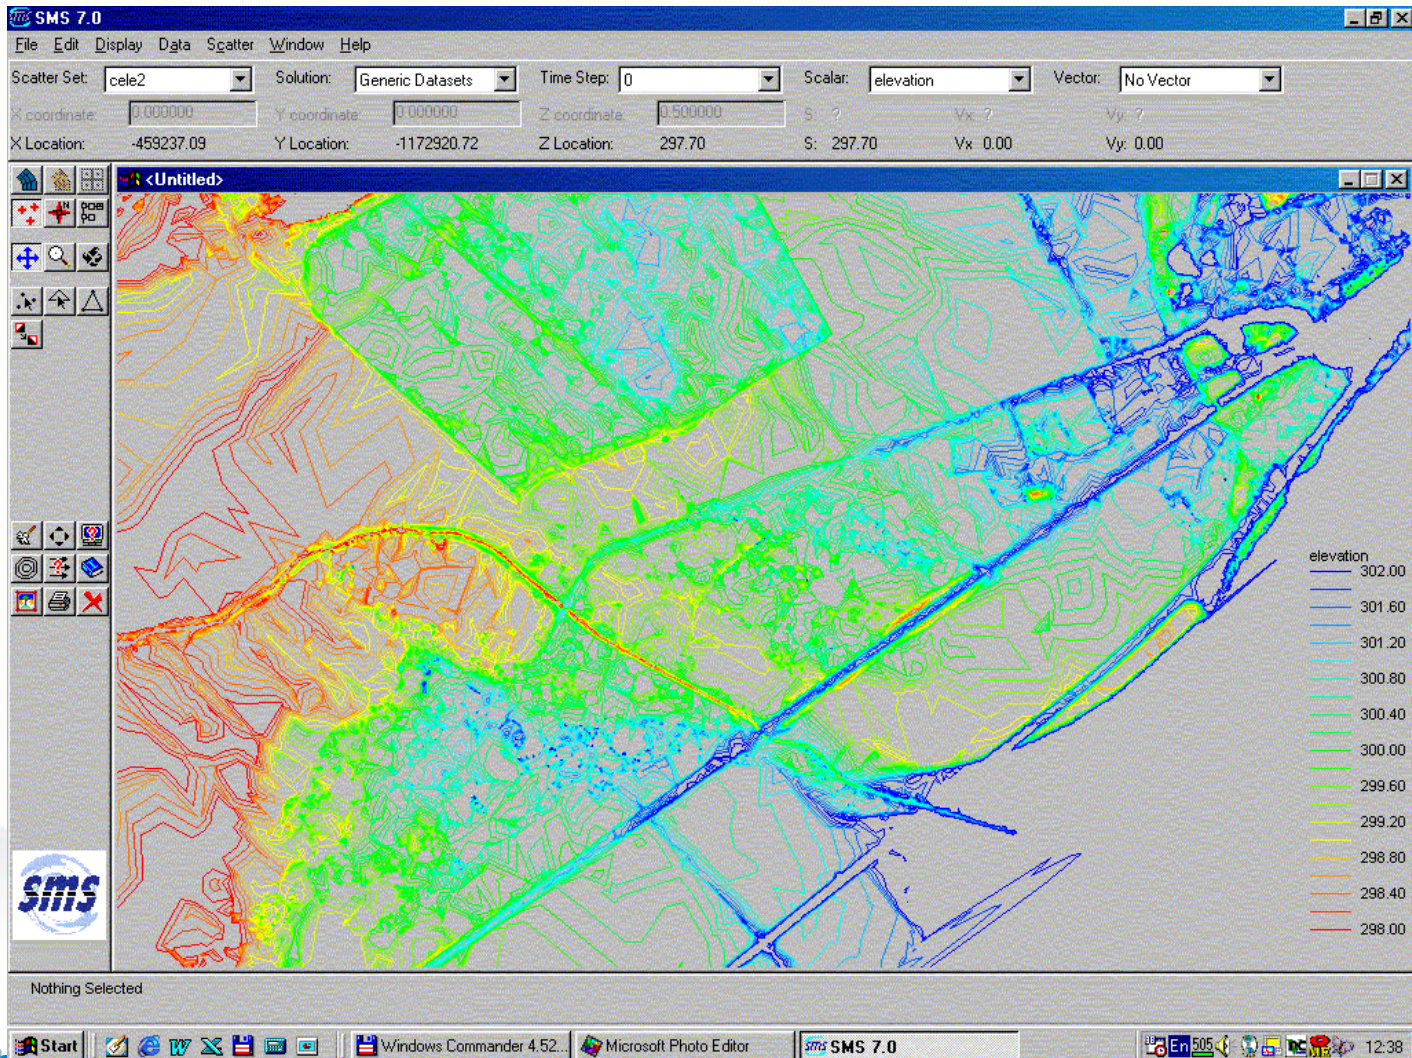 SMS 7.0
File Edit Display Data Scatter Window Help
Scatter Set: cele2 Solution: Generic Datasets Time Step: 0 Scalar: elevation Vector: No Vector
X coordinate: 0.000000 Y coordinate: 0.000000 Z coordinate: 0.500000 S: ? Vx: ? Vy: ?
X Location: -459237.09 Y Location: -1172920.72 Z Location: 297.70 S: 297.70 Vx 0.00 Vy: 0.00
<Untitled>
elevation
302.00
301.60
301.20
300.80
300.40
300.00
299.60
299.20
298.80
298.40
298.00
sms
Nothing Selected
Start Windows Commander 4.52... Microsoft Photo Editor sms SMS 7.0 En 505 12:38